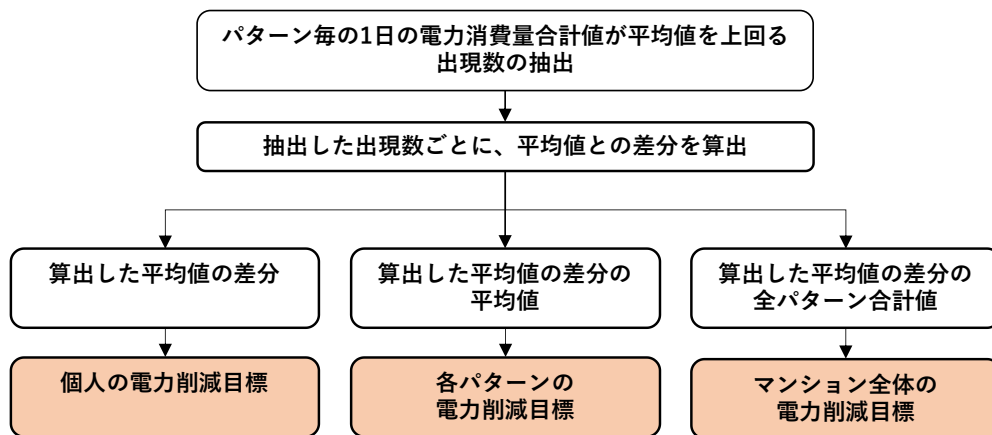 パターン毎の1日の電力消費量合計値が平均値を上回る
出現数の抽出
抽出した出現数ごとに、平均値との差分を算出
算出した平均値の差分
算出した平均値の差分の
平均値
算出した平均値の差分の
全パターン合計値
個人の電力削減目標
各パターンの
電力削減目標
マンション全体の
電力削減目標